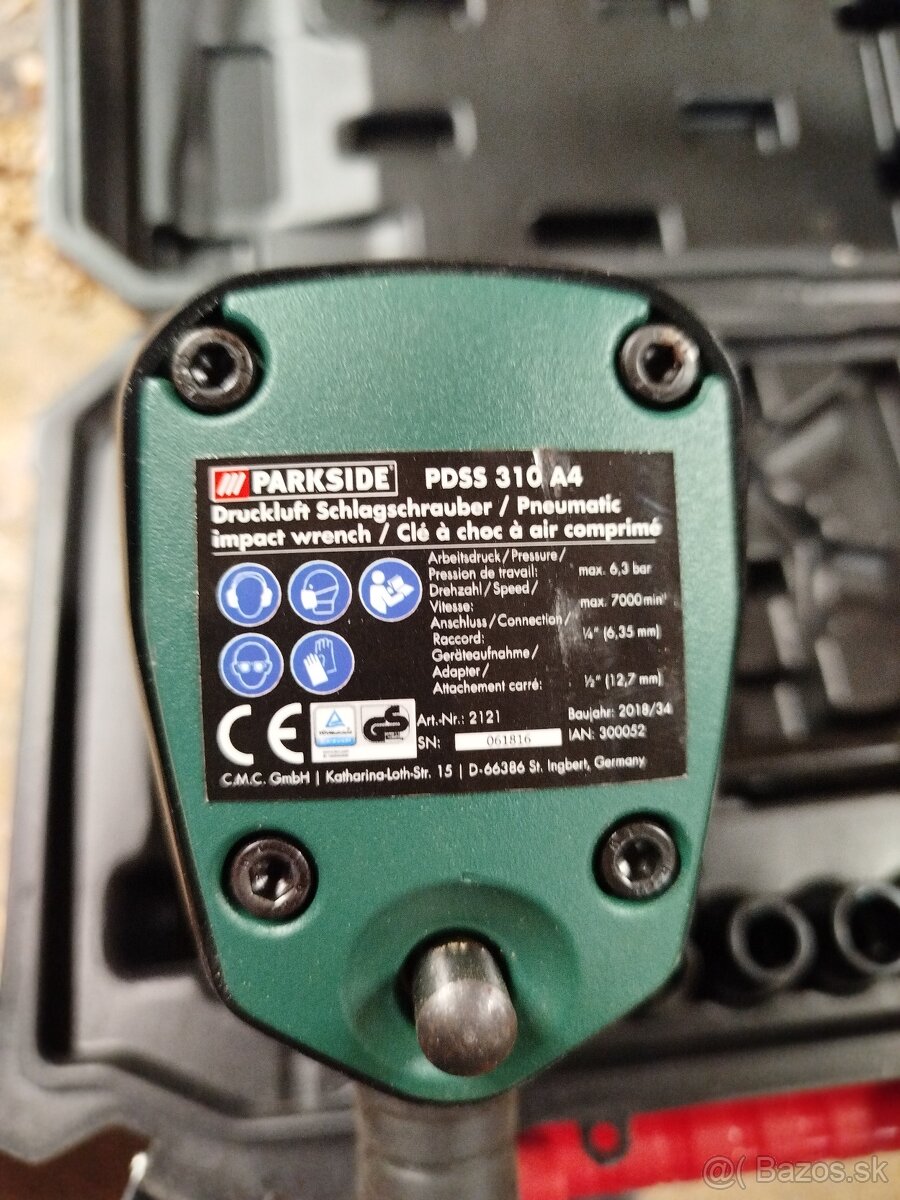 PARKSIDE® PDSS 310 A4
Druckluft Schlagschrauber / Pneumatic
impact wrench / Clé à choc à air comprimé
Arbeitsdruck/Pressure/
Pression de travail: max. 6,3 bar
Drehzahl/Speed/
Vitesse: max. 7000min⁻¹
Anschluss/Connection/
Raccord: ¼" (6,35 mm)
Geräteaufnahme/
Adapter/
Attachement carré: ½" (12,7 mm)
CE
GS
Art.-Nr.: 2121 Baujahr: 2018/34
SN: 061816 IAN: 300052
C.M.C. GmbH | Katharina-Loth-Str. 15 | D-66386 St. Ingbert, Germany
@( Bazos.sk